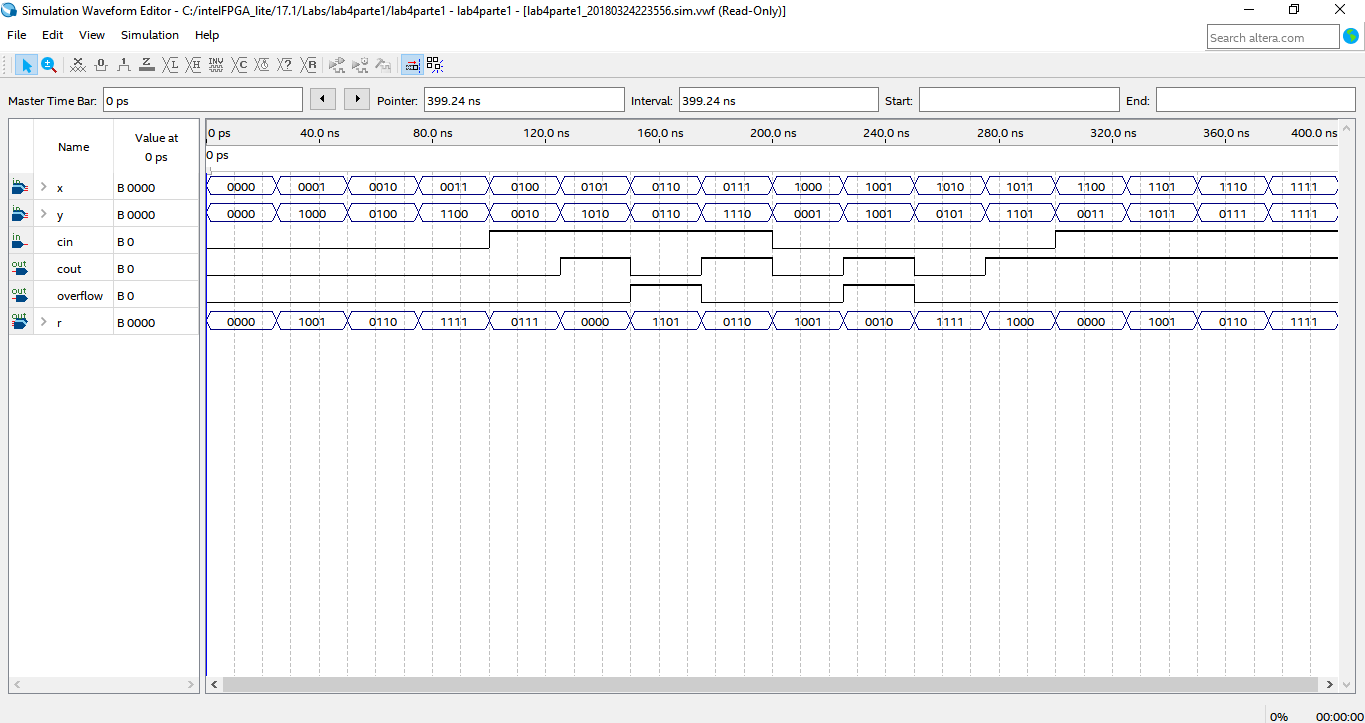 Simulation Waveform Editor - C:/intelFPGA_lite/17.1/Labs/lab4parte1/lab4parte1 - lab4parte1 - [lab4parte1_20180324223556.sim.vwf (Read-Only)]
File Edit View Simulation Help
Search altera.com
Master Time Bar: 0 ps Pointer: 399.24 ns Interval: 399.24 ns Start: End:
Name Value at 0 ps
0 ps 40.0 ns 80.0 ns 120.0 ns 160.0 ns 200.0 ns 240.0 ns 280.0 ns 320.0 ns 360.0 ns 400.0 ns
0 ps
in x B 0000 0000 0001 0010 0011 0100 0101 0110 0111 1000 1001 1010 1011 1100 1101 1110 1111
in y B 0000 0000 1000 0100 1100 0010 1010 0110 1110 0001 1001 0101 1101 0011 1011 0111 1111
in cin B 0
out cout B 0
out overflow B 0
out r B 0000 0000 1001 0110 1111 0111 0000 1101 0110 1001 0010 1111 1000 0000 1001 0110 1111
0% 00:00:00